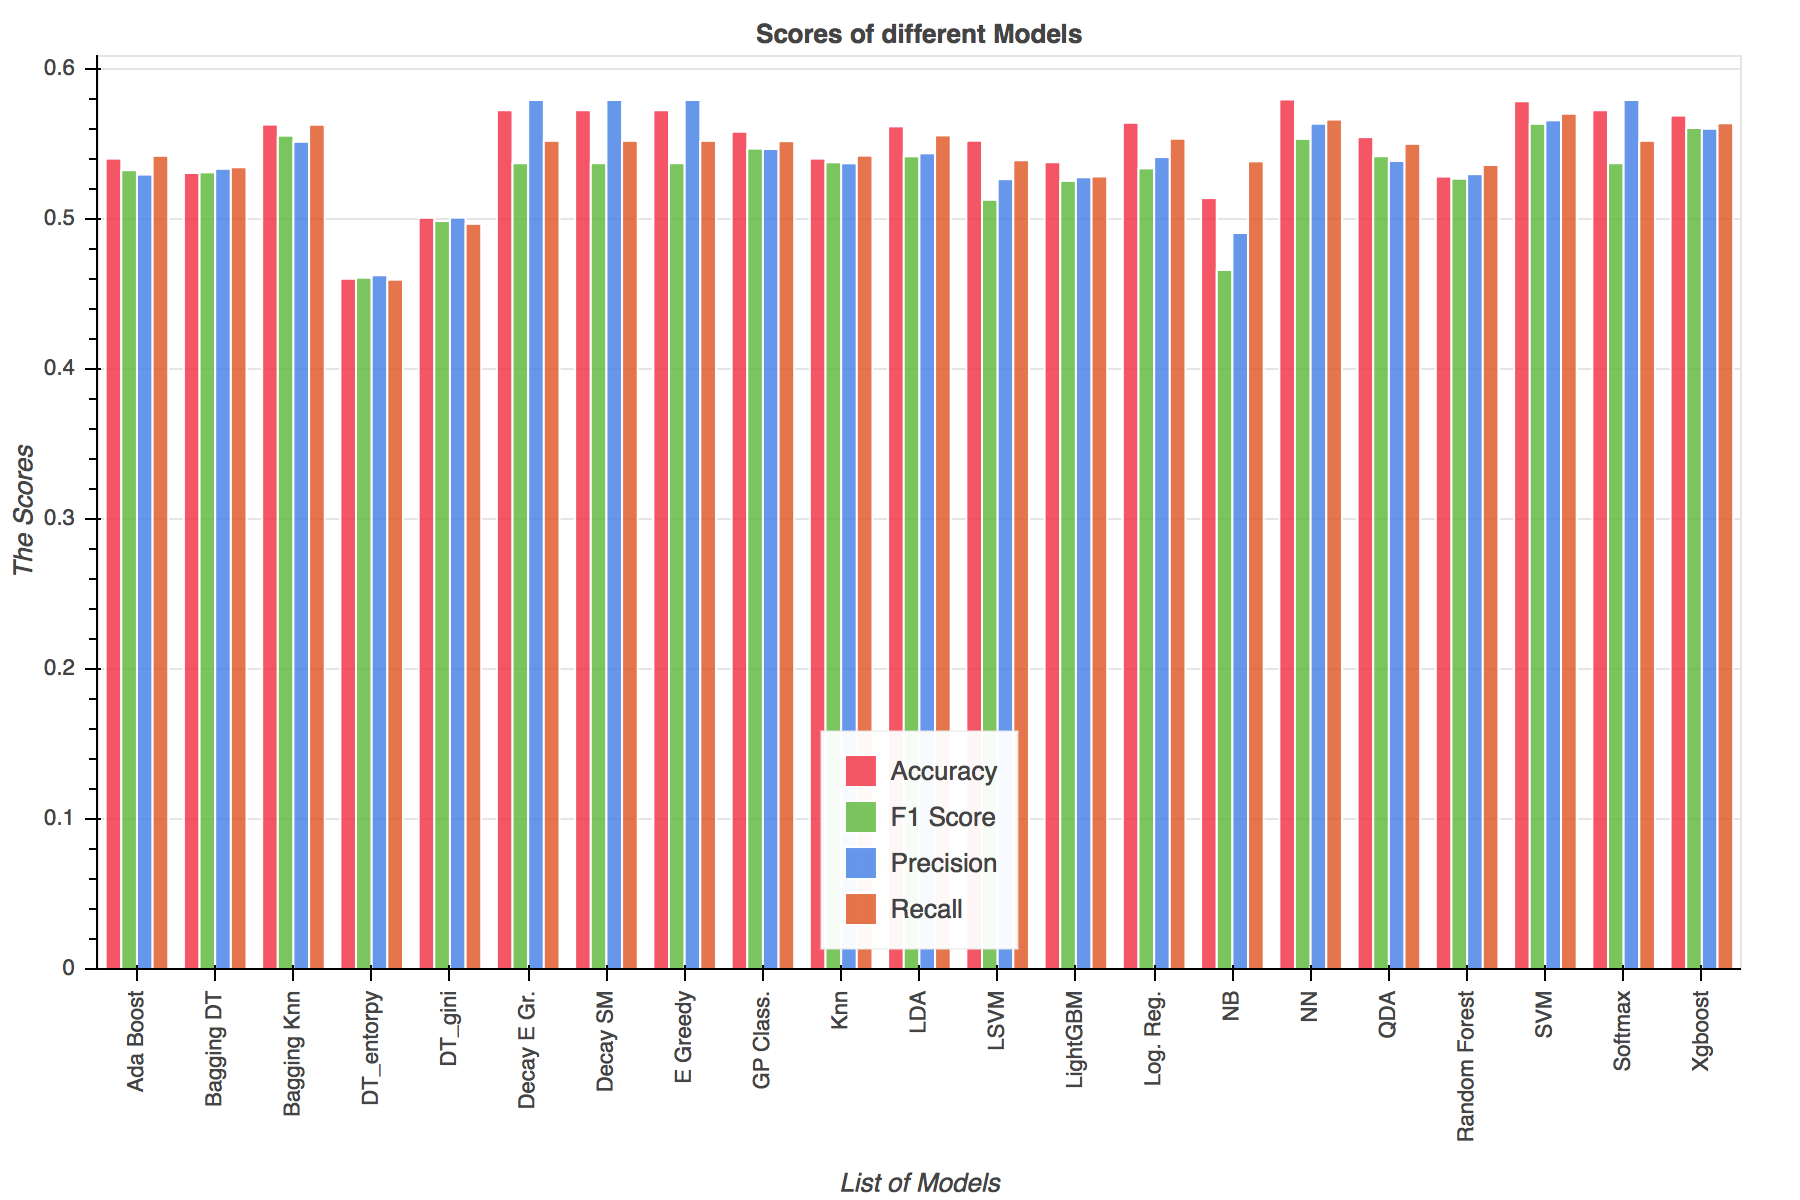 Scores of different Models
The Scores
0.6
0.5
0.4
0.3
0.2
0.1
0
Accuracy
F1 Score
Precision
Recall
Ada Boost
Bagging DT
Bagging Knn
DT_entorpy
DT_gini
Decay E Gr.
Decay SM
E Greedy
GP Class.
Knn
LDA
LSVM
LightGBM
Log. Reg.
NB
NN
QDA
Random Forest
SVM
Softmax
Xgboost
List of Models